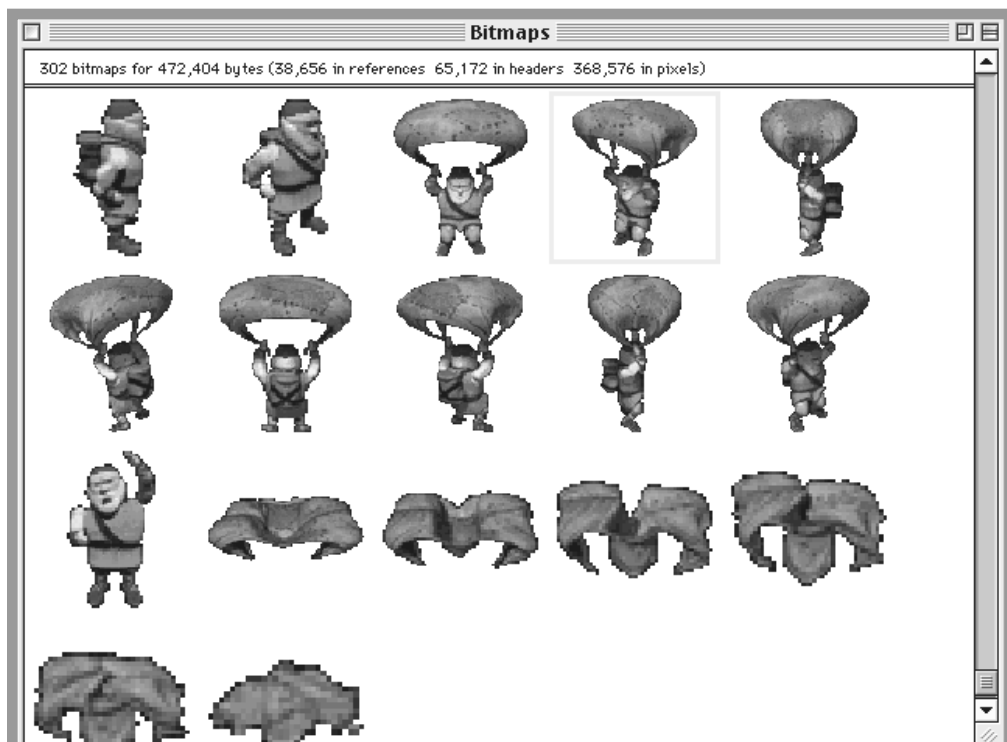 Bitmaps
302 bitmaps for 472,404 bytes (38,656 in references 65,172 in headers 368,576 in pixels)